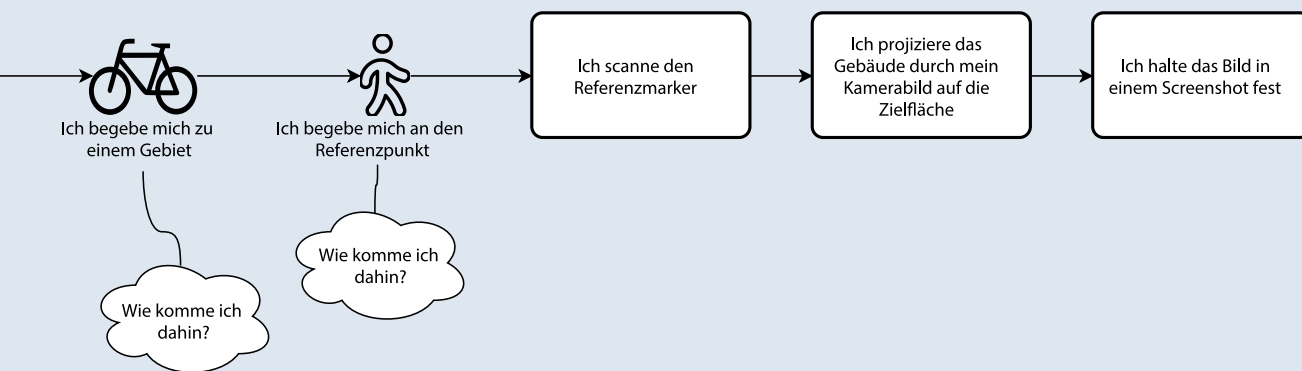 Ich begebe mich zu
einem Gebiet
Wie komme ich
dahin?
Ich begebe mich an den
Referenzpunkt
Wie komme ich
dahin?
Ich scanne den
Referenzmarker
Ich projiziere das
Gebäude durch mein
Kamerabild auf die
Zielfläche
Ich halte das Bild in
einem Screenshot fest